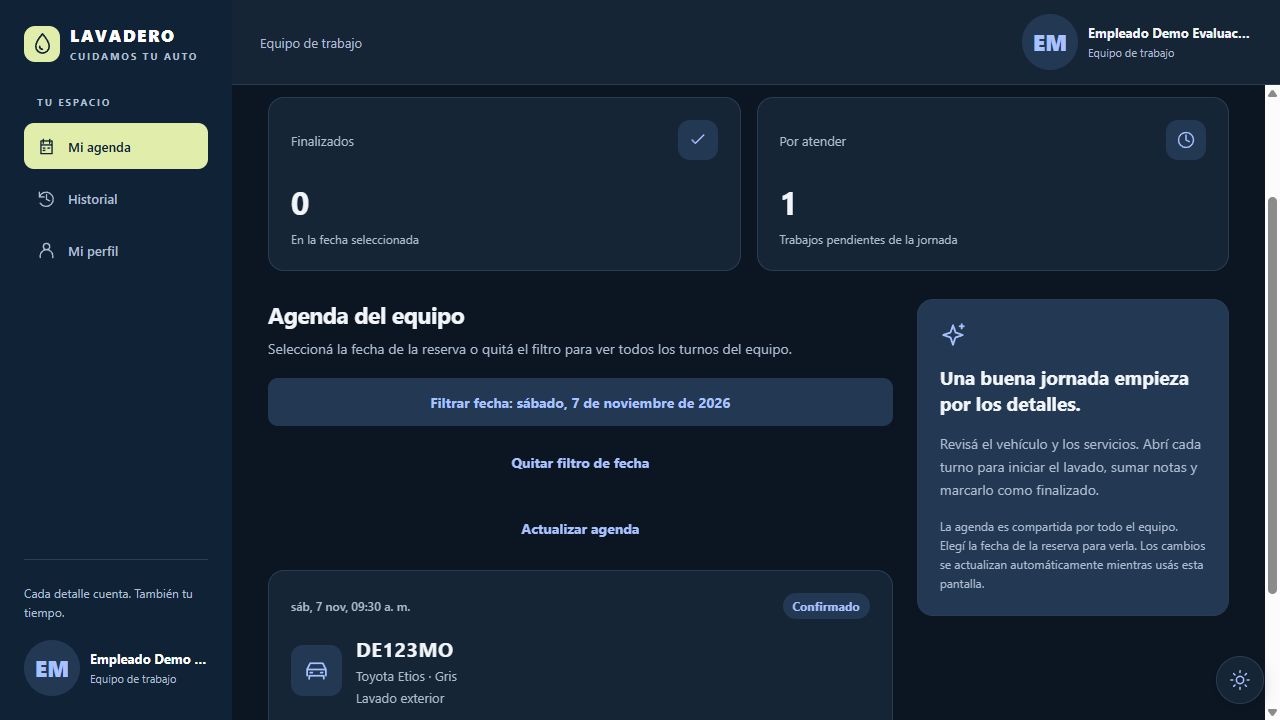 LAVADERO
CUIDAMOS TU AUTO
TU ESPACIO
Mi agenda
Historial
Mi perfil
Cada detalle cuenta. También tu
tiempo.
EM
Empleado Demo ...
Equipo de trabajo
Equipo de trabajo
EM
Empleado Demo Evaluac...
Equipo de trabajo
Finalizados
0
En la fecha seleccionada
Por atender
1
Trabajos pendientes de la jornada
Agenda del equipo
Seleccioná la fecha de la reserva o quitá el filtro para ver todos los turnos del equipo.
Filtrar fecha: sábado, 7 de noviembre de 2026
Quitar filtro de fecha
Actualizar agenda
sáb, 7 nov, 09:30 a. m.
Confirmado
DE123MO
Toyota Etios · Gris
Lavado exterior
Una buena jornada empieza
por los detalles.
Revisá el vehículo y los servicios. Abrí cada
turno para iniciar el lavado, sumar notas y
marcarlo como finalizado.
La agenda es compartida por todo el equipo.
Elegí la fecha de la reserva para verla. Los cambios
se actualizan automáticamente mientras usás esta
pantalla.